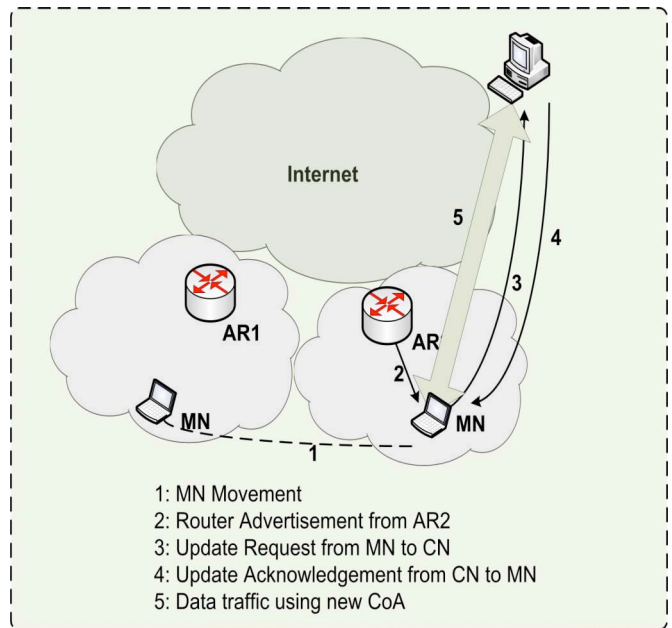 Internet
5
4
3
AR1
AR
2
MN
MN
1
1: MN Movement
2: Router Advertisement from AR2
3: Update Request from MN to CN
4: Update Acknowledgement from CN to MN
5: Data traffic using new CoA